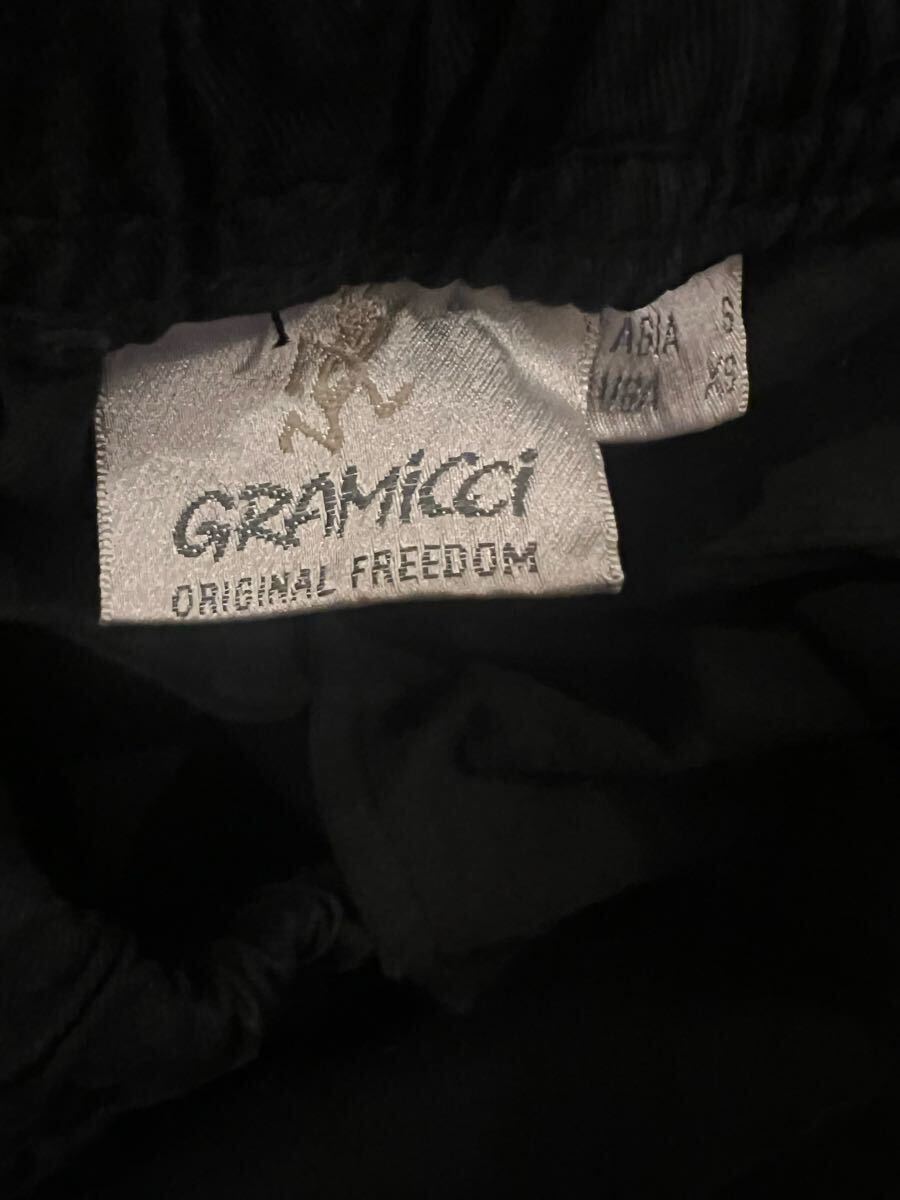 GRAMiCCi
ORIGINAL FREEDOM
ASIA S
USA XS